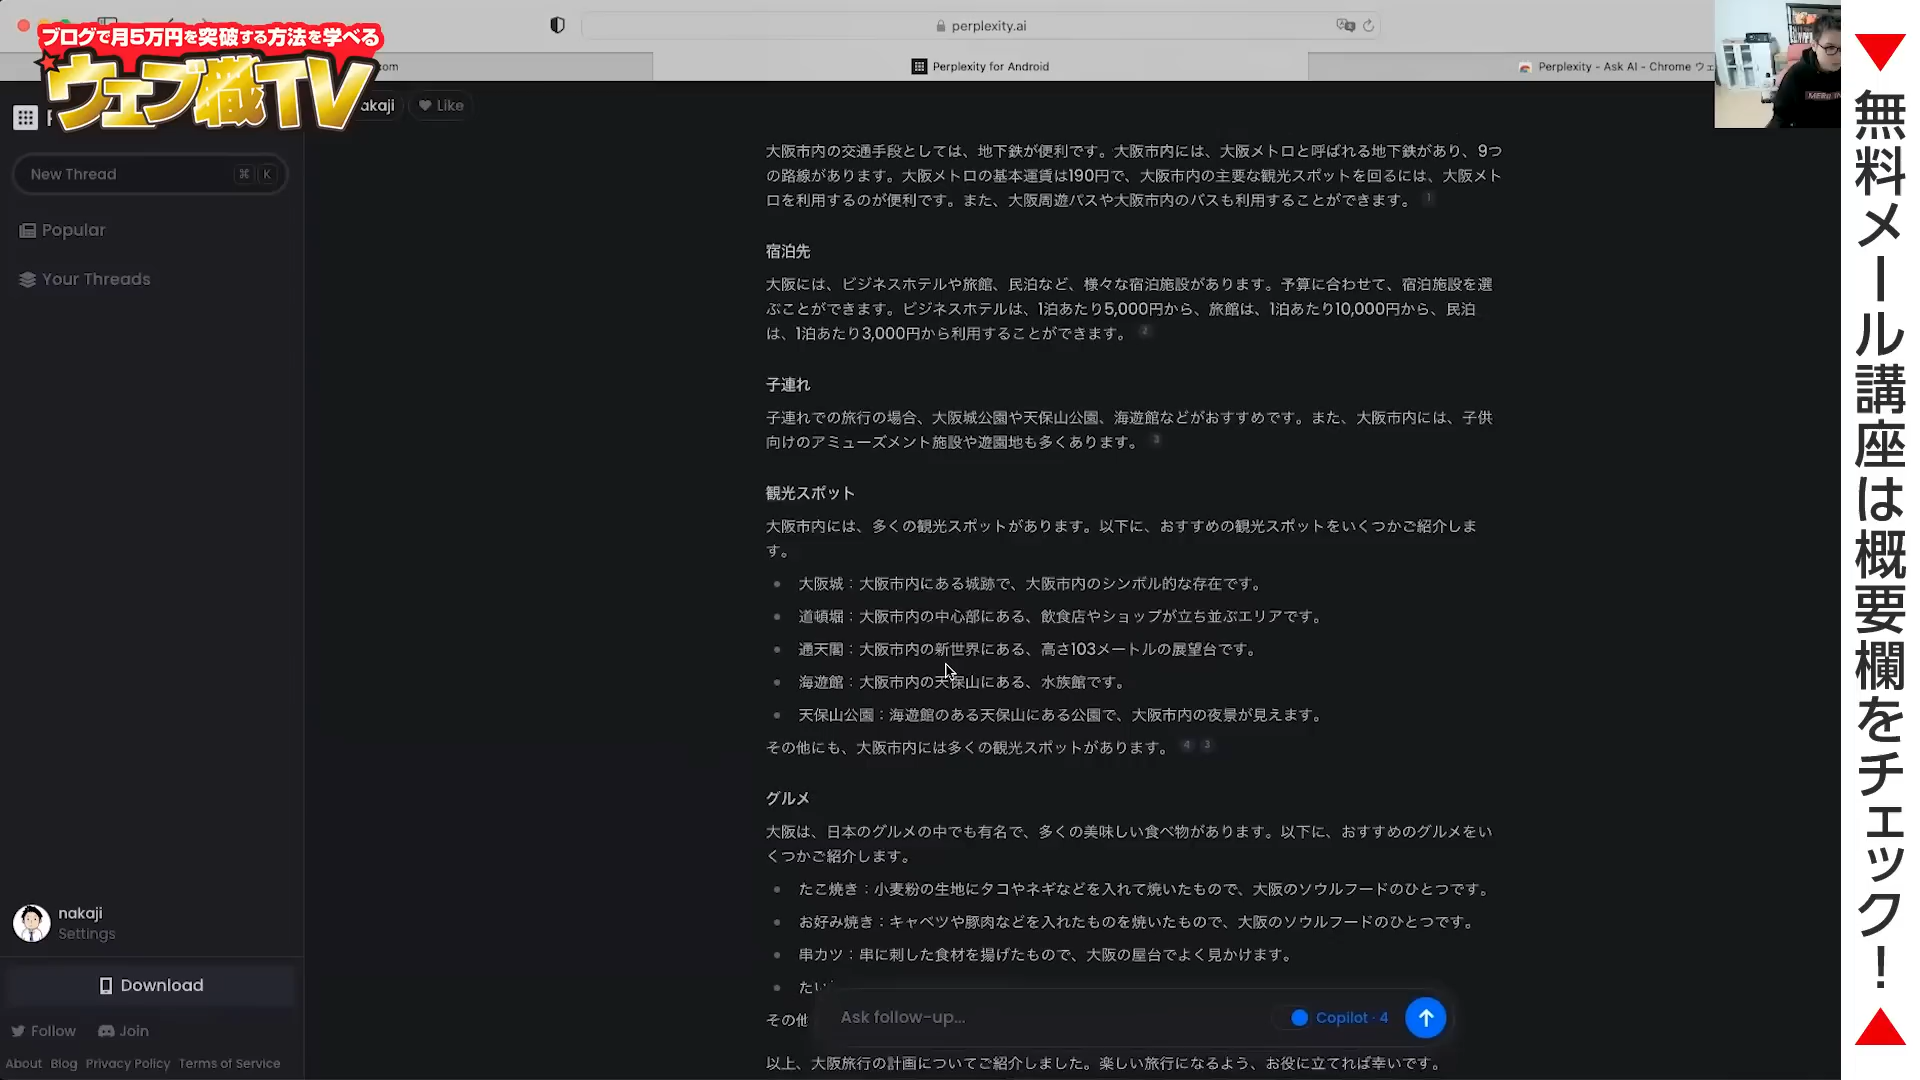 ブログで月5万円を突破する方法を学べる
ウェブ職TV
perplexity.ai
com
Perplexity for Android
Perplexity - Ask AI - Chrome ウェ
akaji
Like
New Thread
⌘ K
Popular
Your Threads
大阪市内の交通手段としては、地下鉄が便利です。大阪市内には、大阪メトロと呼ばれる地下鉄があり、9つ
の路線があります。大阪メトロの基本運賃は190円で、大阪市内の主要な観光スポットを回るには、大阪メト
ロを利用するのが便利です。また、大阪周遊パスや大阪市内のバスも利用することができます。 1
宿泊先
大阪には、ビジネスホテルや旅館、民泊など、様々な宿泊施設があります。予算に合わせて、宿泊施設を選
ぶことができます。ビジネスホテルは、1泊あたり5,000円から、旅館は、1泊あたり10,000円から、民泊
は、1泊あたり3,000円から利用することができます。 2
子連れ
子連れでの旅行の場合、大阪城公園や天保山公園、海遊館などがおすすめです。また、大阪市内には、子供
向けのアミューズメント施設や遊園地も多くあります。 3
観光スポット
大阪市内には、多くの観光スポットがあります。以下に、おすすめの観光スポットをいくつかご紹介しま
す。
• 大阪城：大阪市内にある城跡で、大阪市内のシンボル的な存在です。
• 道頓堀：大阪市内の中心部にある、飲食店やショップが立ち並ぶエリアです。
• 通天閣：大阪市内の新世界にある、高さ103メートルの展望台です。
• 海遊館：大阪市内の天保山にある、水族館です。
• 天保山公園：海遊館のある天保山にある公園で、大阪市内の夜景が見えます。
その他にも、大阪市内には多くの観光スポットがあります。 4 3
グルメ
大阪は、日本のグルメの中でも有名で、多くの美味しい食べ物があります。以下に、おすすめのグルメをい
くつかご紹介します。
• たこ焼き：小麦粉の生地にタコやネギなどを入れて焼いたもので、大阪のソウルフードのひとつです。
• お好み焼き：キャベツや豚肉などを入れたものを焼いたもので、大阪のソウルフードのひとつです。
• 串カツ：串に刺した食材を揚げたもので、大阪の屋台でよく見かけます。
• たい
その他
以上、大阪旅行の計画についてご紹介しました。楽しい旅行になるよう、お役に立てれば幸いです。
Ask follow-up...
Copilot · 4
nakaji
Settings
Download
Follow
Join
About Blog Privacy Policy Terms of Service
無料メール講座は概要欄をチェック！